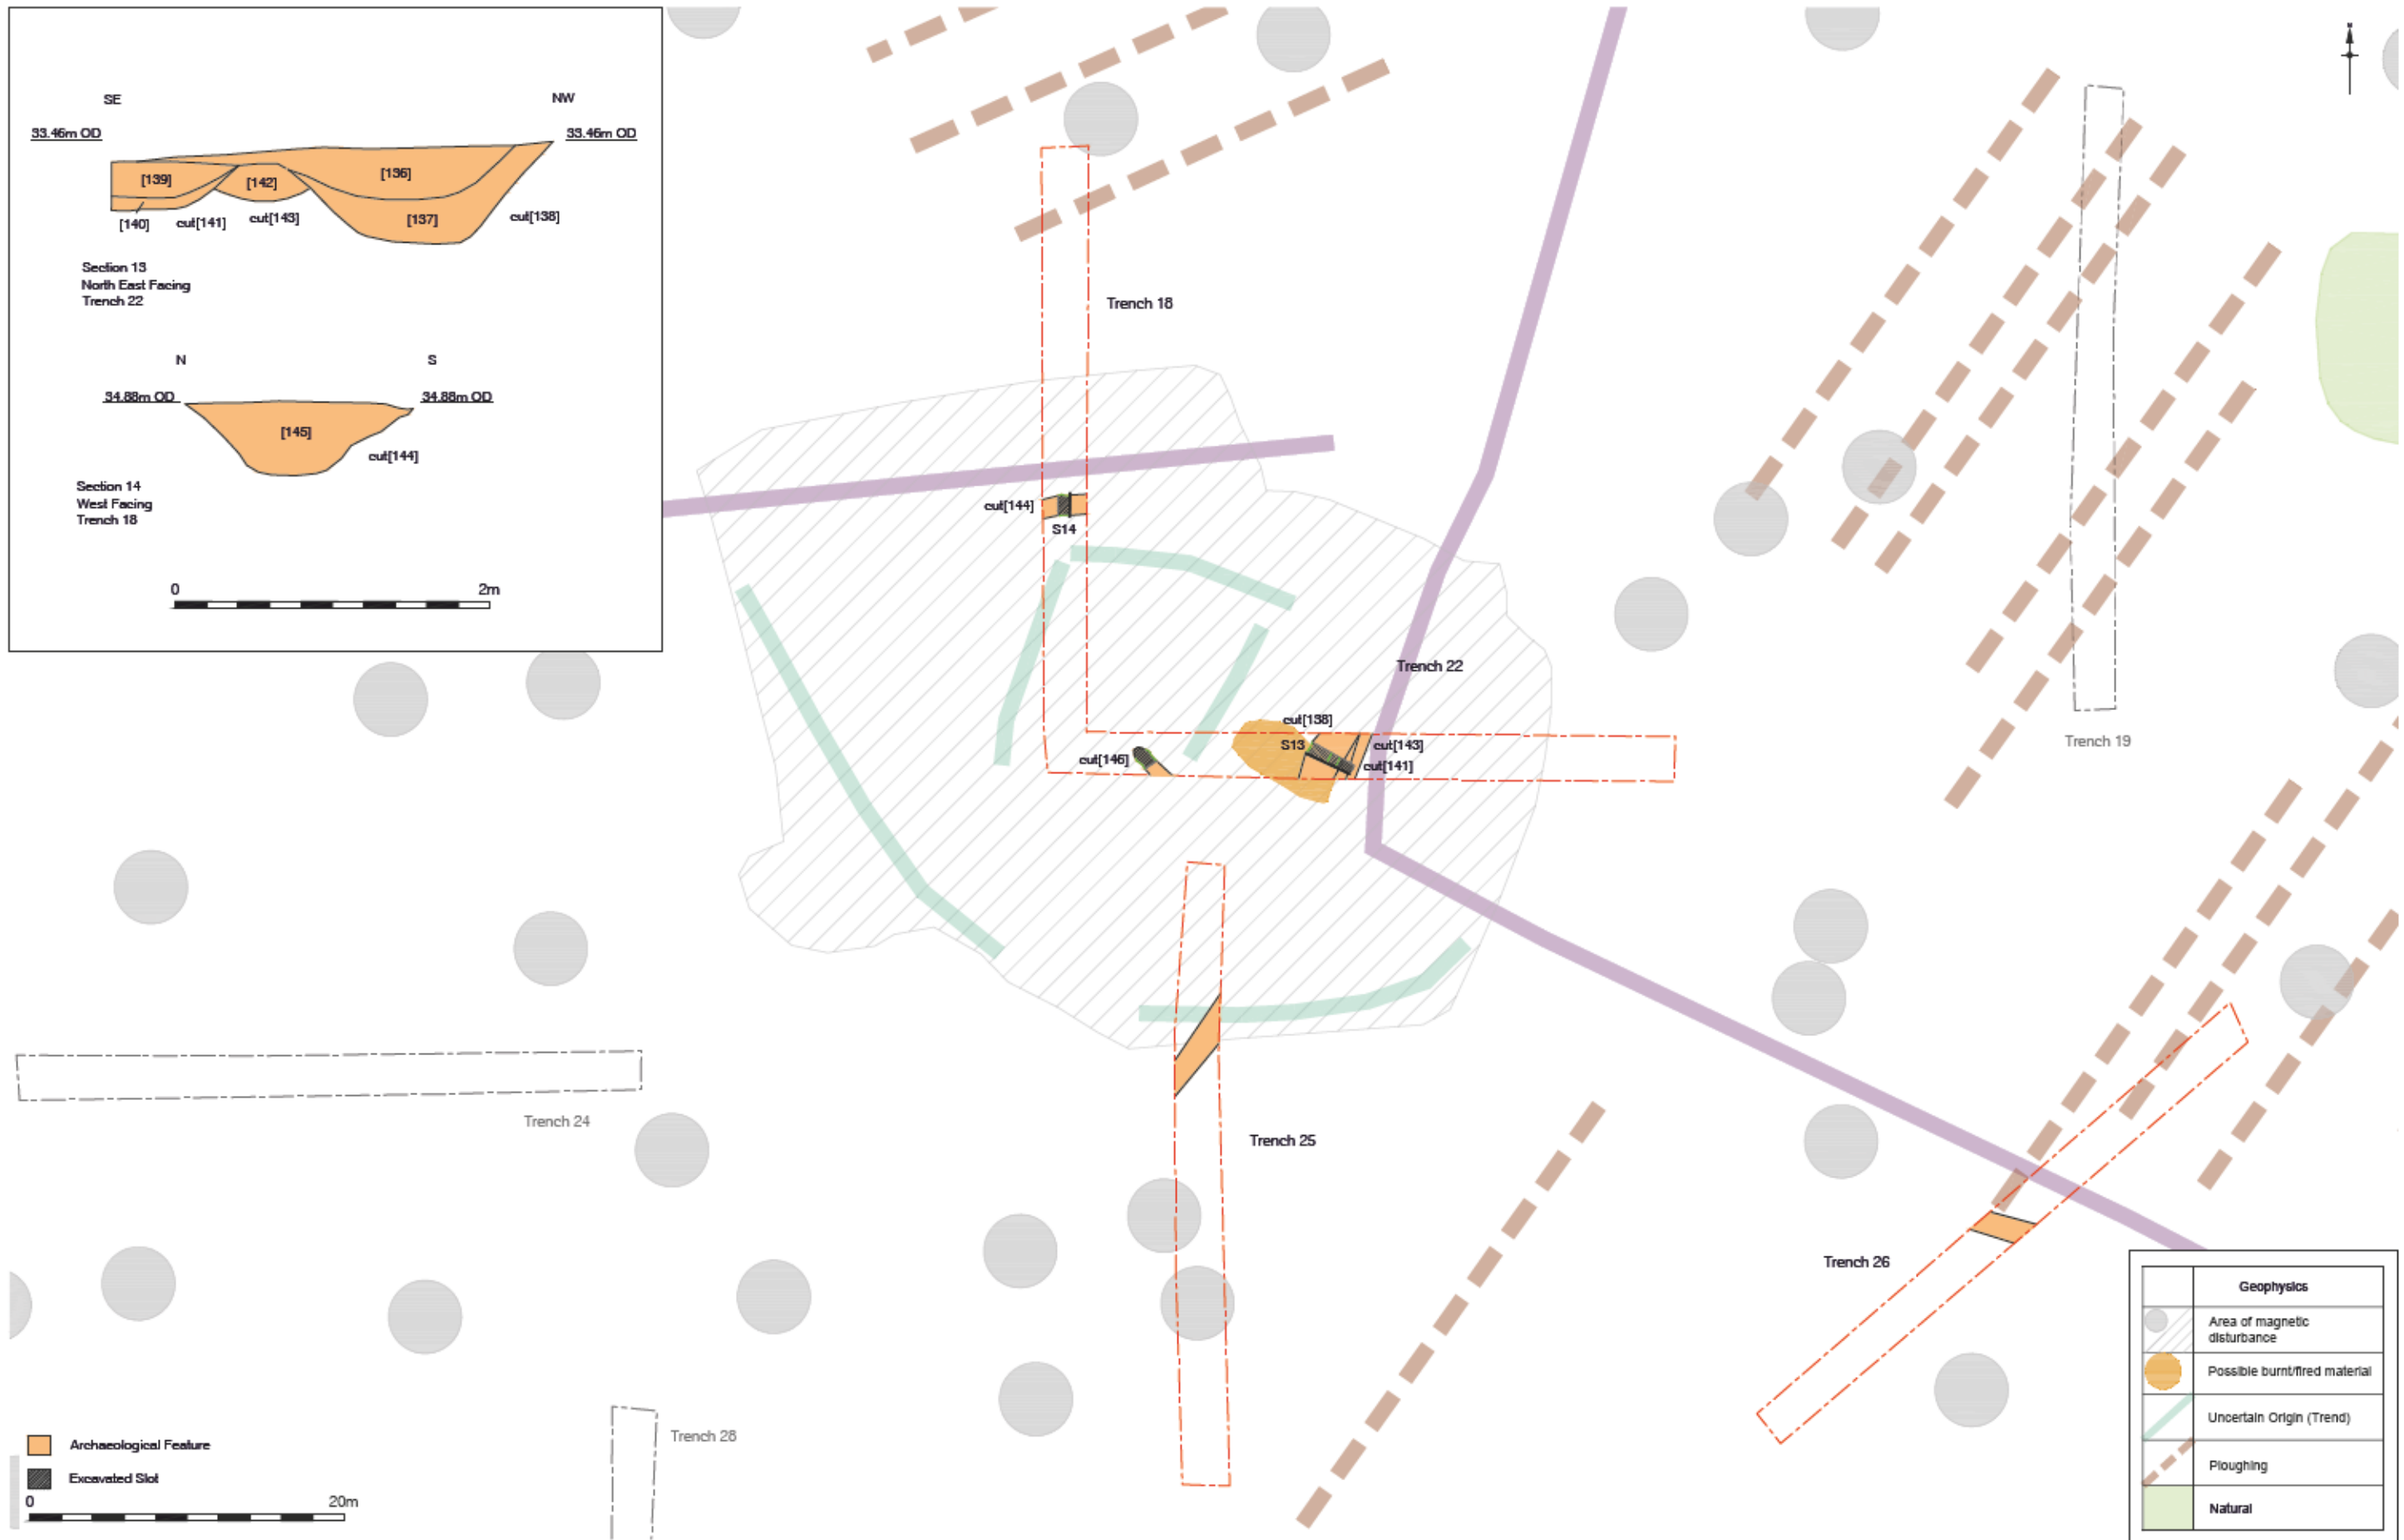 SE
NW
33.46m OD
33.46m OD
[139]
[142]
[136]
[140]
cut[141]
cut[143]
[137]
cut[138]
Section 13
North East Facing
Trench 22
N
S
34.88m OD
34.88m OD
[145]
cut[144]
Section 14
West Facing
Trench 18
0
2m
N
Trench 18
cut[144]
S14
Trench 22
cut[138]
S13
cut[143]
cut[141]
cut[146]
Trench 19
Trench 24
Trench 25
Trench 26
Trench 28
Archaeological Feature
Excavated Slot
0
20m
Geophysics
Area of magnetic
disturbance
Possible burnt/fired material
Uncertain Origin (Trend)
Ploughing
Natural